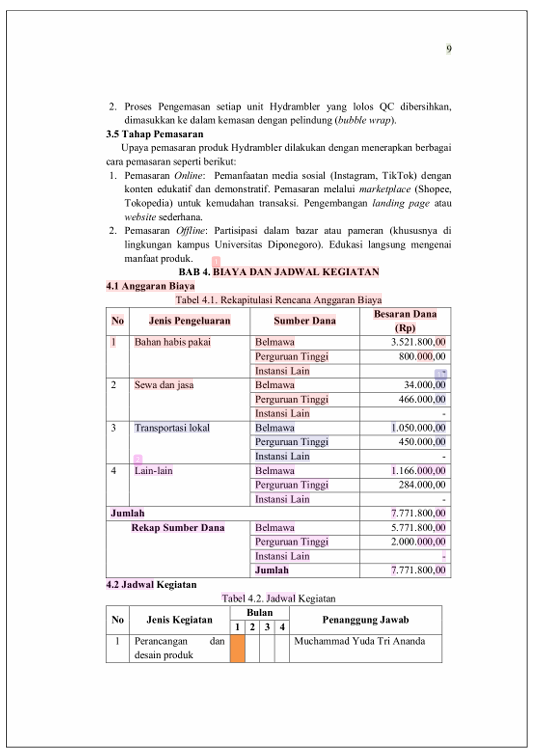 9
2. Proses Pengemasan setiap unit Hydrambler yang lolos QC dibersihkan,
dimasukkan ke dalam kemasan dengan pelindung (bubble wrap).
3.5 Tahap Pemasaran
Upaya pemasaran produk Hydrambler dilakukan dengan menerapkan berbagai
cara pemasaran seperti berikut:
1. Pemasaran Online: Pemanfaatan media sosial (Instagram, TikTok) dengan
konten edukatif dan demonstratif. Pemasaran melalui marketplace (Shopee,
Tokopedia) untuk kemudahan transaksi. Pengembangan landing page atau
website sederhana.
2. Pemasaran Offline: Partisipasi dalam bazar atau pameran (khususnya di
lingkungan kampus Universitas Diponegoro). Edukasi langsung mengenai
manfaat produk.
BAB 4. BIAYA DAN JADWAL KEGIATAN
4.1 Anggaran Biaya
Tabel 4.1. Rekapitulasi Rencana Anggaran Biaya
No Jenis Pengeluaran Sumber Dana Besaran Dana
(Rp)
1 Bahan habis pakai Belmawa 3.521.800,00
Perguruan Tinggi 800.000,00
Instansi Lain -
2 Sewa dan jasa Belmawa 34.000,00
Perguruan Tinggi 466.000,00
Instansi Lain -
3 Transportasi lokal Belmawa 1.050.000,00
Perguruan Tinggi 450.000,00
Instansi Lain -
4 Lain-lain Belmawa 1.166.000,00
Perguruan Tinggi 284.000,00
Instansi Lain -
Jumlah 7.771.800,00
Rekap Sumber Dana Belmawa 5.771.800,00
Perguruan Tinggi 2.000.000,00
Instansi Lain -
Jumlah 7.771.800,00
4.2 Jadwal Kegiatan
Tabel 4.2. Jadwal Kegiatan
No Jenis Kegiatan Bulan Penanggung Jawab
1 2 3 4
1 Perancangan dan Muchammad Yuda Tri Ananda
desain produk